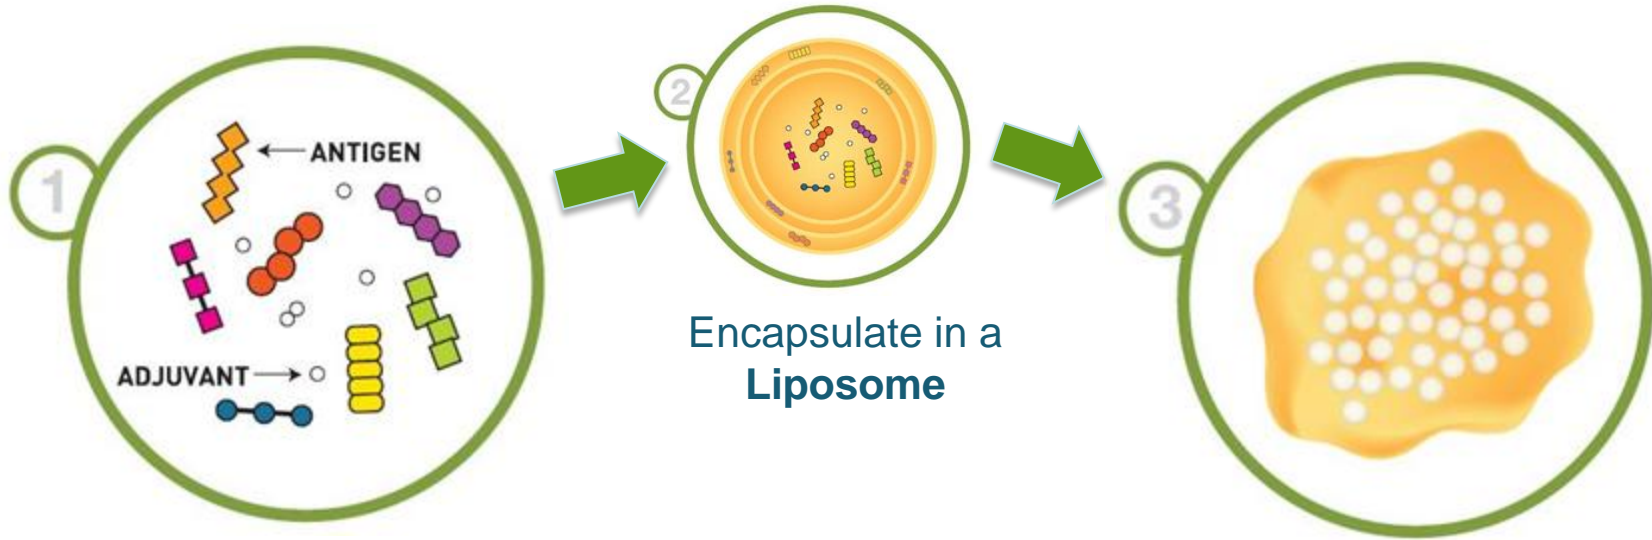 1
ANTIGEN
ADJUVANT
2
Encapsulate in a
Liposome
3